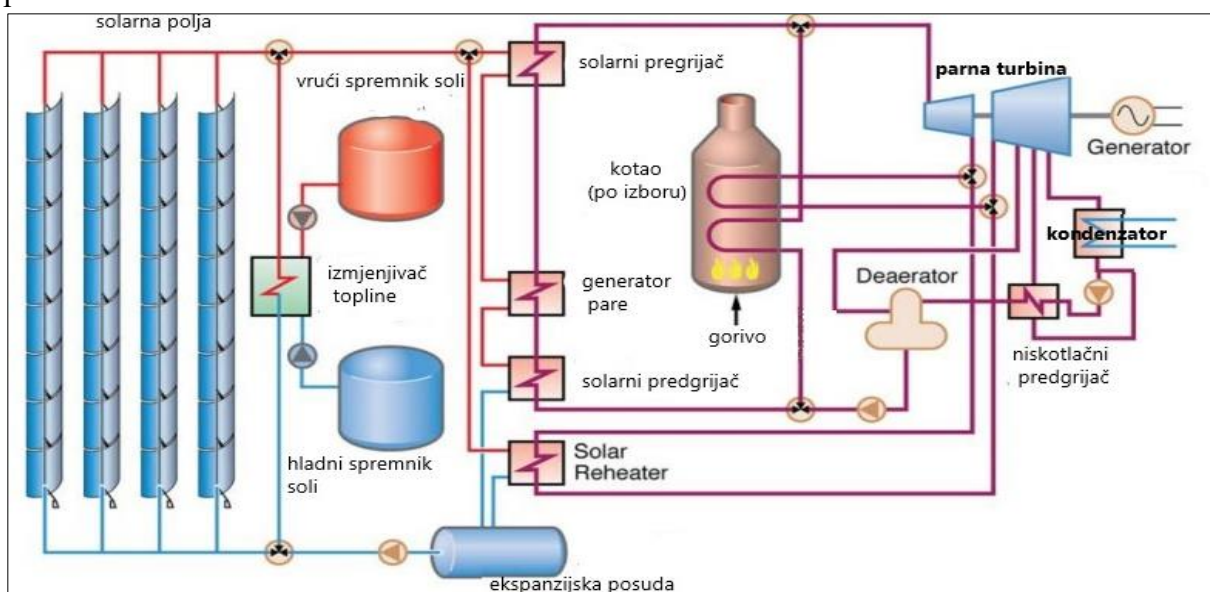 solarna polja
vrući spremnik soli
solarni pregrijač
parna turbina
Generator
kotao
(po izboru)
kondenzator
izmjenjivač
topline
generator
pare
Deaerator
gorivo
niskotlačni
predgrijač
solarni predgrijač
hladni spremnik
soli
Solar
Reheater
ekspanzijska posuda